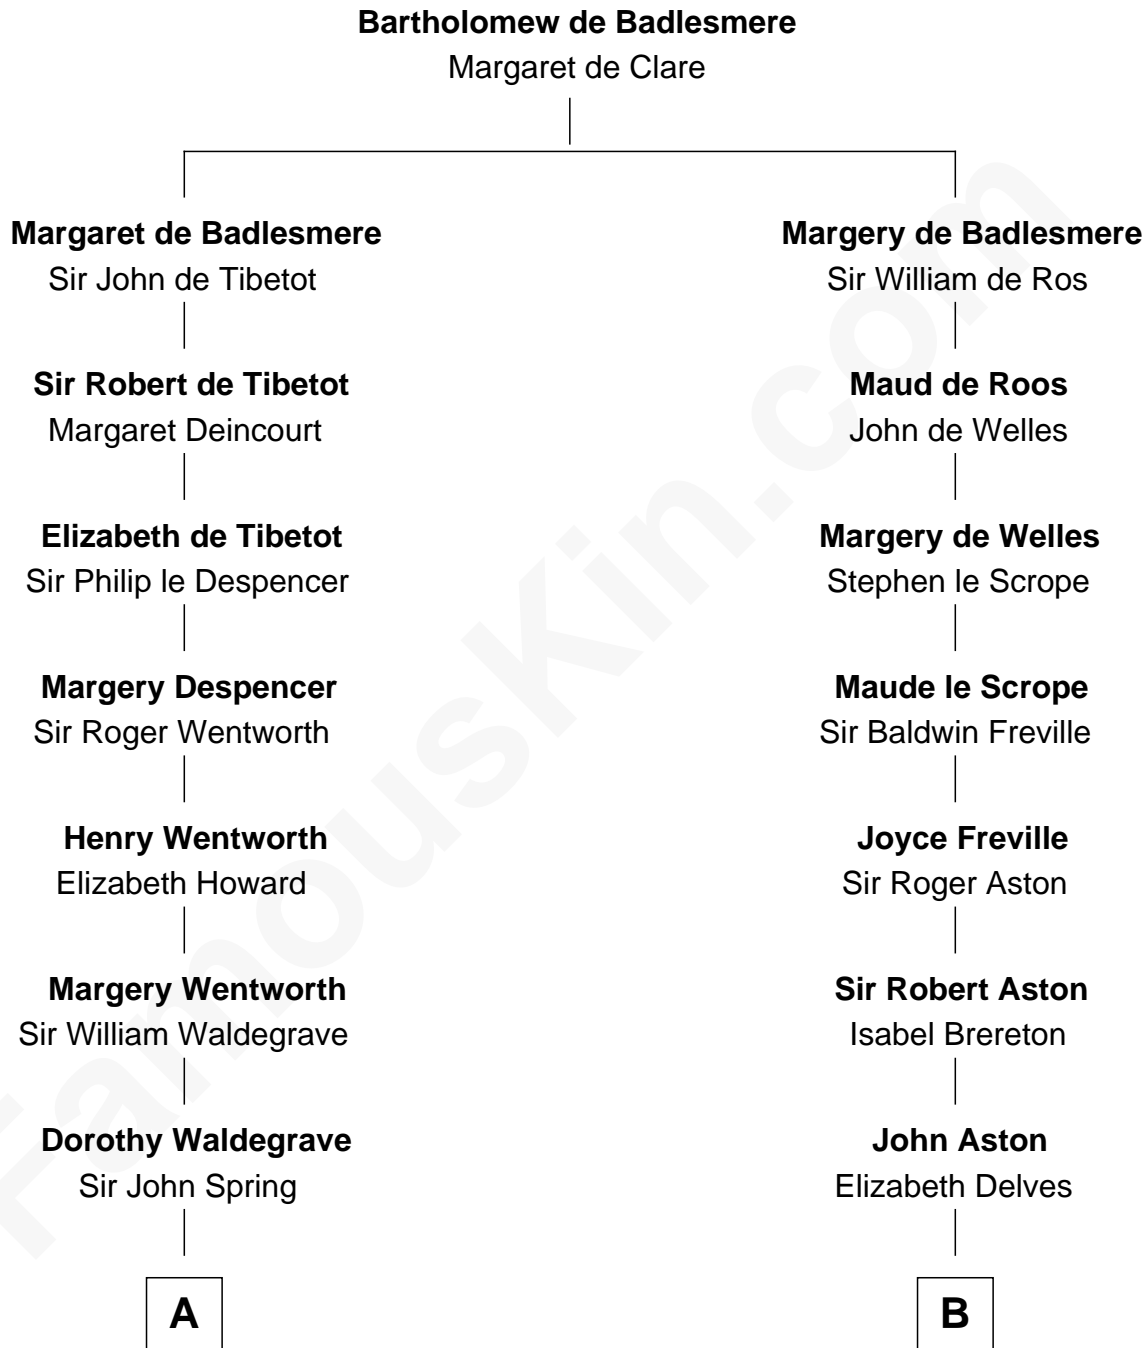 Bartholomew de Badlesmere
Margaret de Clare
Margaret de Badlesmere
Sir John de Tibetot
Margery de Badlesmere
Sir William de Ros
Sir Robert de Tibetot
Margaret Deincourt
Maud de Roos
John de Welles
Elizabeth de Tibetot
Sir Philip le Despencer
Margery de Welles
Stephen le Scrope
Margery Despencer
Sir Roger Wentworth
Maude le Scrope
Sir Baldwin Freville
Henry Wentworth
Elizabeth Howard
Joyce Freville
Sir Roger Aston
Margery Wentworth
Sir William Waldegrave
Sir Robert Aston
Isabel Brereton
Dorothy Waldegrave
Sir John Spring
John Aston
Elizabeth Delves
A
B
FamousKin.com